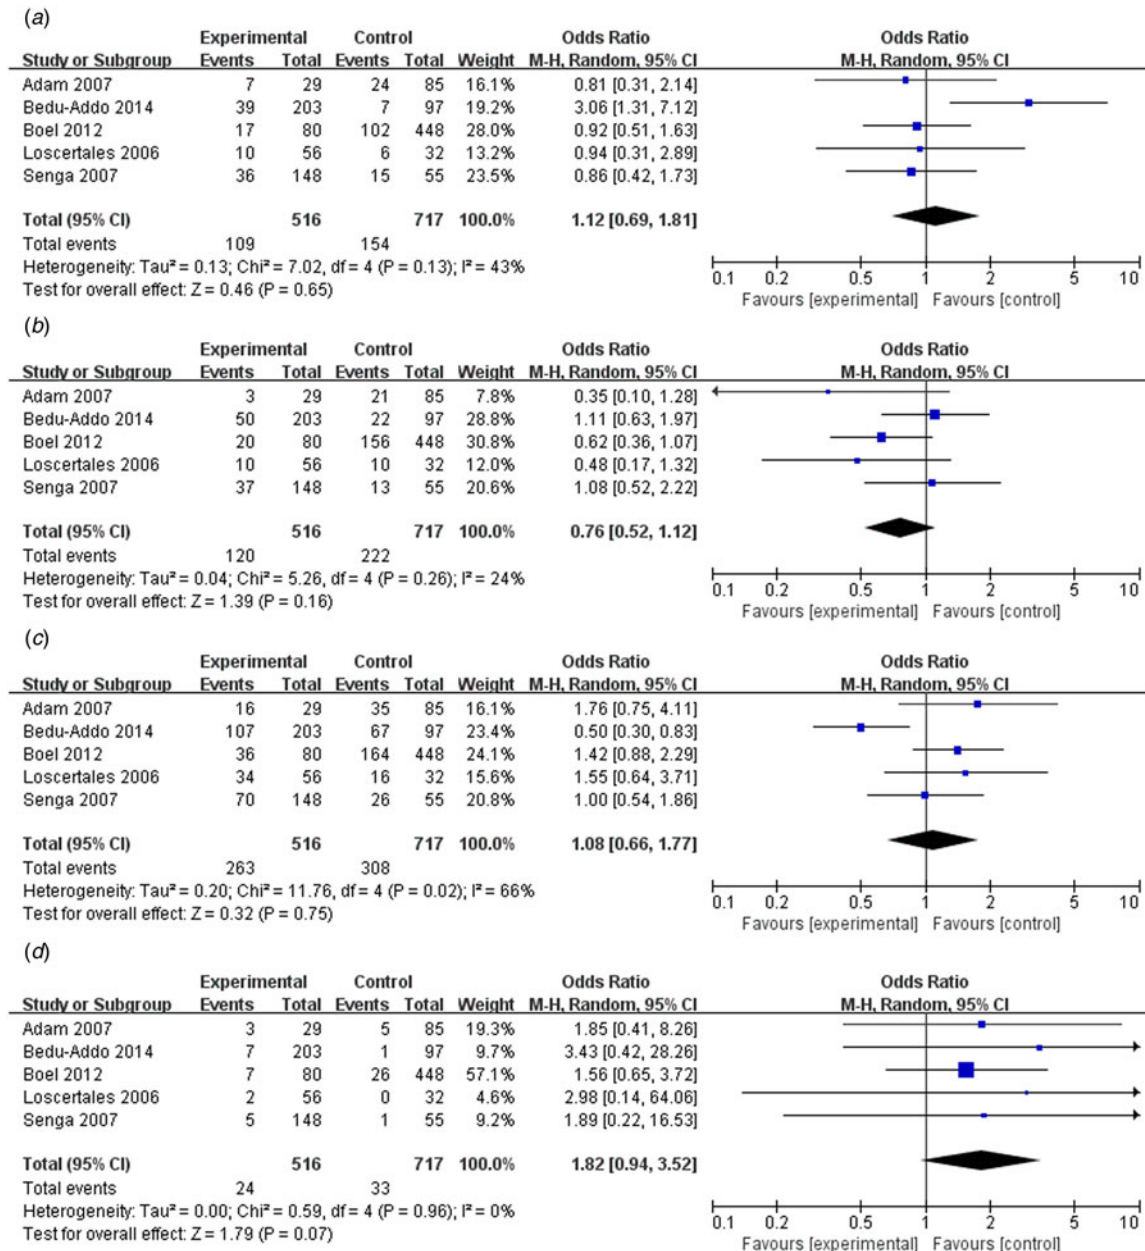 (a)
Experimental Control Odds Ratio Odds Ratio
Study or Subgroup Events Total Events Total Weight M-H, Random, 95% CI M-H, Random, 95% CI
Adam 2007 7 29 24 85 16.1% 0.81 [0.31, 2.14]
Bedu-Addo 2014 39 203 7 97 19.2% 3.06 [1.31, 7.12]
Boel 2012 17 80 102 448 28.0% 0.92 [0.51, 1.63]
Loscertales 2006 10 56 6 32 13.2% 0.94 [0.31, 2.89]
Senga 2007 36 148 15 55 23.5% 0.86 [0.42, 1.73]
Total (95% CI) 516 717 100.0% 1.12 [0.69, 1.81]
Total events 109 154
Heterogeneity: Tau² = 0.13; Chi² = 7.02, df = 4 (P = 0.13); I² = 43%
Test for overall effect: Z = 0.46 (P = 0.65)
0.1 0.2 0.5 1 2 5 10
Favours [experimental] Favours [control]
(b)
Experimental Control Odds Ratio Odds Ratio
Study or Subgroup Events Total Events Total Weight M-H, Random, 95% CI M-H, Random, 95% CI
Adam 2007 3 29 21 85 7.8% 0.35 [0.10, 1.28]
Bedu-Addo 2014 50 203 22 97 28.8% 1.11 [0.63, 1.97]
Boel 2012 20 80 156 448 30.8% 0.62 [0.36, 1.07]
Loscertales 2006 10 56 10 32 12.0% 0.48 [0.17, 1.32]
Senga 2007 37 148 13 55 20.6% 1.08 [0.52, 2.22]
Total (95% CI) 516 717 100.0% 0.76 [0.52, 1.12]
Total events 120 222
Heterogeneity: Tau² = 0.04; Chi² = 5.26, df = 4 (P = 0.26); I² = 24%
Test for overall effect: Z = 1.39 (P = 0.16)
0.1 0.2 0.5 1 2 5 10
Favours [experimental] Favours [control]
(c)
Experimental Control Odds Ratio Odds Ratio
Study or Subgroup Events Total Events Total Weight M-H, Random, 95% CI M-H, Random, 95% CI
Adam 2007 16 29 35 85 16.1% 1.76 [0.75, 4.11]
Bedu-Addo 2014 107 203 67 97 23.4% 0.50 [0.30, 0.83]
Boel 2012 36 80 164 448 24.1% 1.42 [0.88, 2.29]
Loscertales 2006 34 56 16 32 15.6% 1.55 [0.64, 3.71]
Senga 2007 70 148 26 55 20.8% 1.00 [0.54, 1.86]
Total (95% CI) 516 717 100.0% 1.08 [0.66, 1.77]
Total events 263 308
Heterogeneity: Tau² = 0.20; Chi² = 11.76, df = 4 (P = 0.02); I² = 66%
Test for overall effect: Z = 0.32 (P = 0.75)
0.1 0.2 0.5 1 2 5 10
Favours [experimental] Favours [control]
(d)
Experimental Control Odds Ratio Odds Ratio
Study or Subgroup Events Total Events Total Weight M-H, Random, 95% CI M-H, Random, 95% CI
Adam 2007 3 29 5 85 19.3% 1.85 [0.41, 8.26]
Bedu-Addo 2014 7 203 1 97 9.7% 3.43 [0.42, 28.26]
Boel 2012 7 80 26 448 57.1% 1.56 [0.65, 3.72]
Loscertales 2006 2 56 0 32 4.6% 2.98 [0.14, 64.06]
Senga 2007 5 148 1 55 9.2% 1.89 [0.22, 16.53]
Total (95% CI) 516 717 100.0% 1.82 [0.94, 3.52]
Total events 24 33
Heterogeneity: Tau² = 0.00; Chi² = 0.59, df = 4 (P = 0.96); I² = 0%
Test for overall effect: Z = 1.79 (P = 0.07)
0.1 0.2 0.5 1 2 5 10
Favours [experimental] Favours [control]